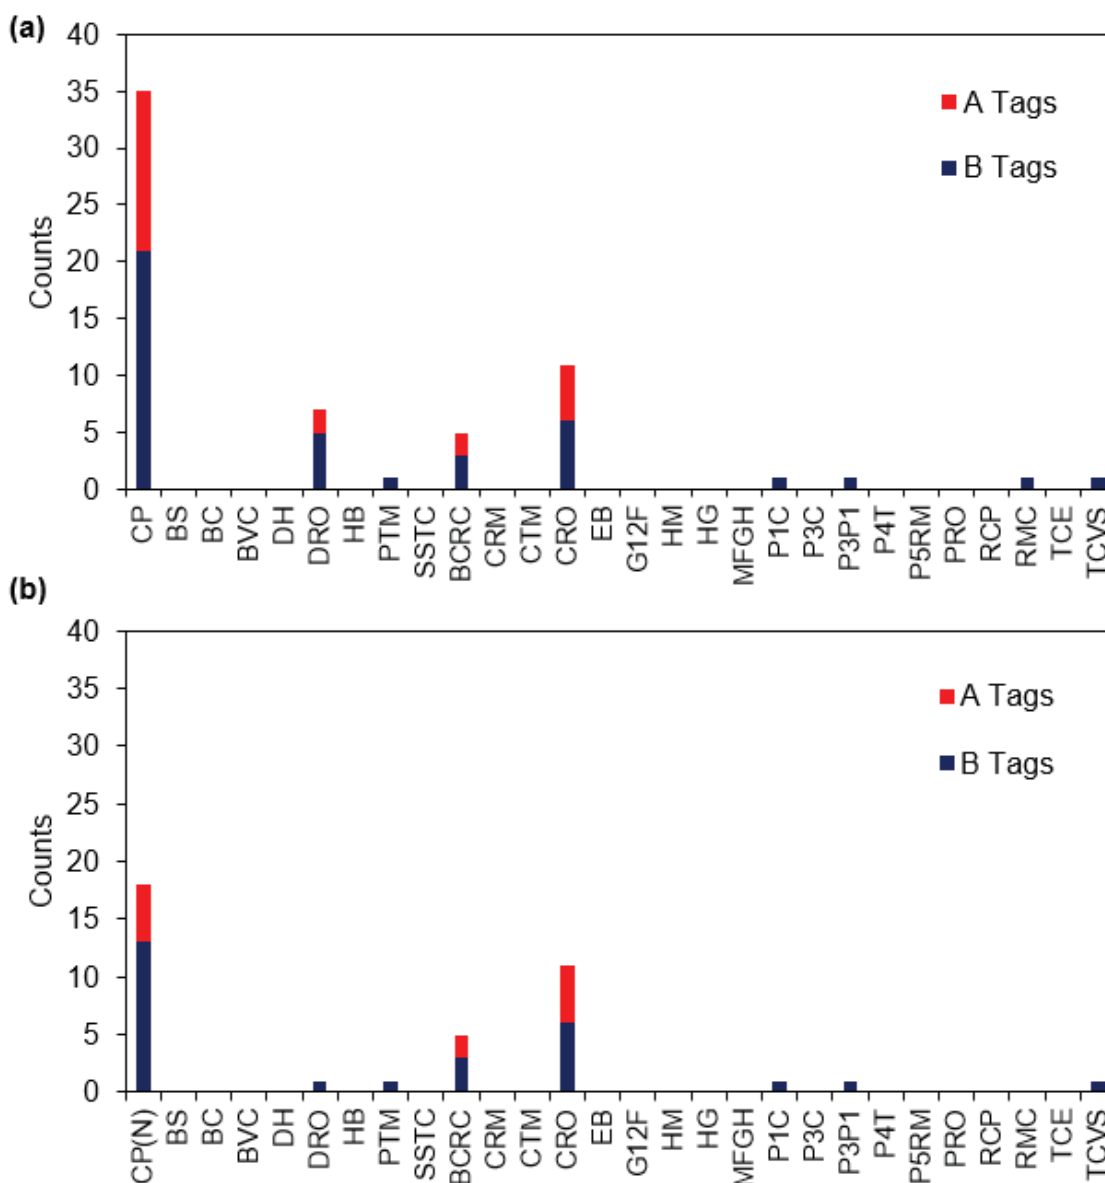 (a)
40
35
30
25
20
15
10
5
0
Counts
A Tags
B Tags
CP
BS
BC
BVC
DH
DRO
HB
PTM
SSTC
BCRC
CRM
CTM
CRO
EB
G12F
HM
HG
MFGH
P1C
P3C
P3P1
P4T
P5RM
PRO
RCP
RMC
TCE
TCVS
(b)
40
35
30
25
20
15
10
5
0
Counts
A Tags
B Tags
CP(N)
BS
BC
BVC
DH
DRO
HB
PTM
SSTC
BCRC
CRM
CTM
CRO
EB
G12F
HM
HG
MFGH
P1C
P3C
P3P1
P4T
P5RM
PRO
RCP
RMC
TCE
TCVS